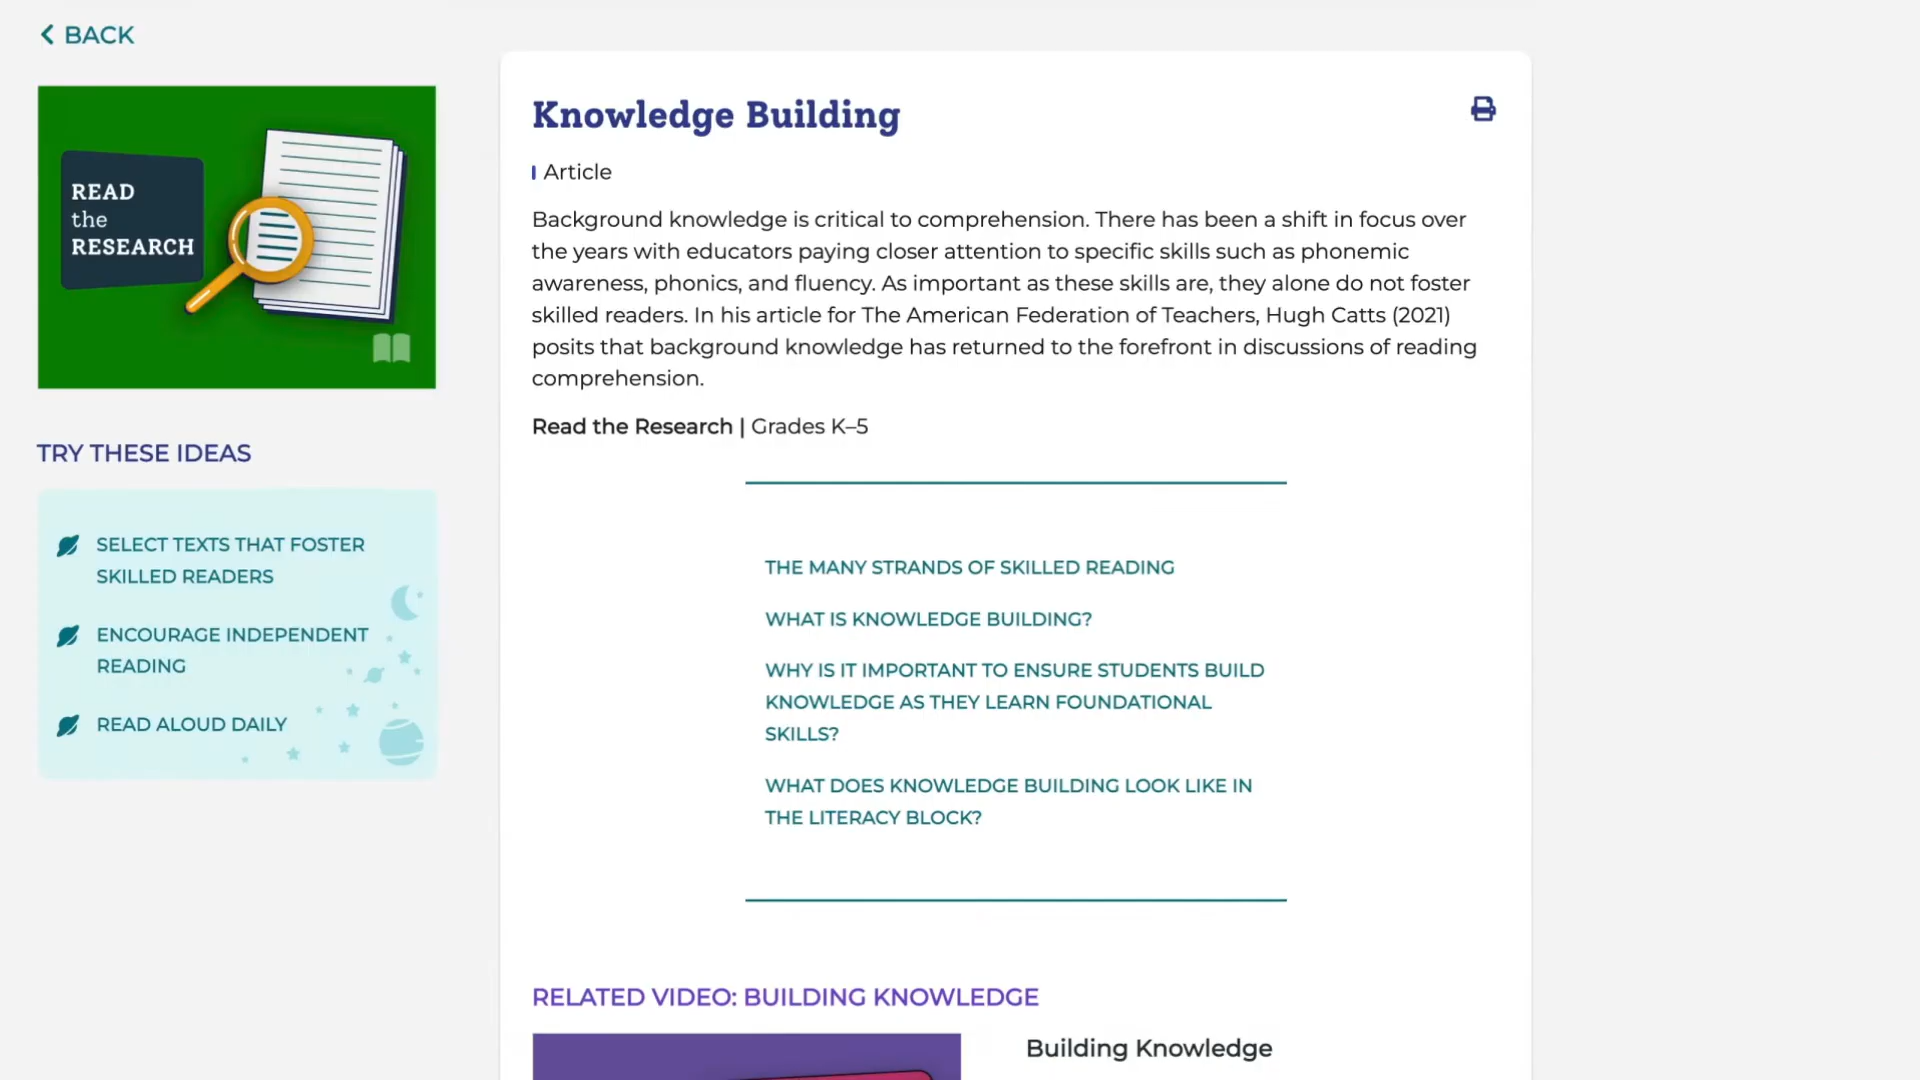 BACK
READ
the
RESEARCH
TRY THESE IDEAS
SELECT TEXTS THAT FOSTER
SKILLED READERS
ENCOURAGE INDEPENDENT
READING
READ ALOUD DAILY
Knowledge Building
Article
Background knowledge is critical to comprehension. There has been a shift in focus over
the years with educators paying closer attention to specific skills such as phonemic
awareness, phonics, and fluency. As important as these skills are, they alone do not foster
skilled readers. In his article for The American Federation of Teachers, Hugh Catts (2021)
posits that background knowledge has returned to the forefront in discussions of reading
comprehension.
Read the Research | Grades K–5
THE MANY STRANDS OF SKILLED READING
WHAT IS KNOWLEDGE BUILDING?
WHY IS IT IMPORTANT TO ENSURE STUDENTS BUILD
KNOWLEDGE AS THEY LEARN FOUNDATIONAL
SKILLS?
WHAT DOES KNOWLEDGE BUILDING LOOK LIKE IN
THE LITERACY BLOCK?
RELATED VIDEO: BUILDING KNOWLEDGE
Building Knowledge